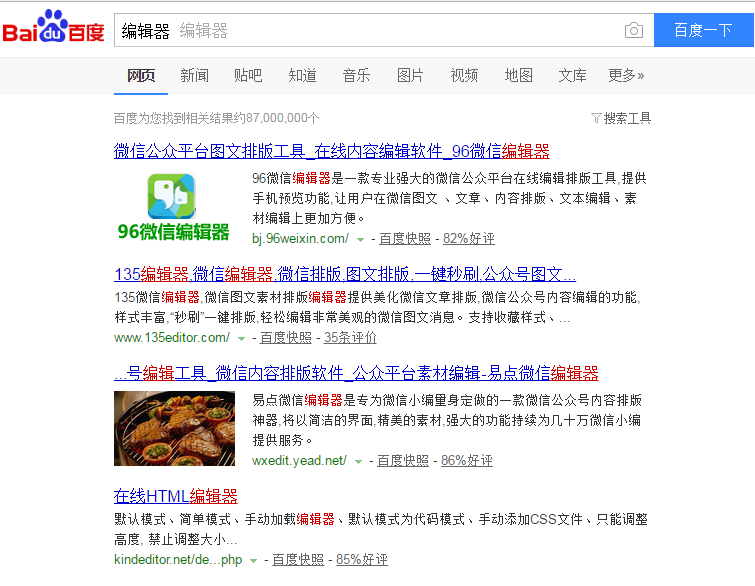 Bai du 百度
编辑器 编辑器
百度一下
网页 新闻 贴吧 知道 音乐 图片 视频 地图 文库 更多»
百度为您找到相关结果约87,000,000个
搜索工具
微信公众平台图文排版工具_在线内容编辑软件_96微信编辑器
96微信编辑器
96微信编辑器是一款专业强大的微信公众平台在线编辑排版工具,提供
手机预览功能,让用户在微信图文 、文章、内容排版、文本编辑、素
材编辑上更加方便。
bj.96weixin.com/ - 百度快照 - 82%好评
135编辑器,微信编辑器,微信排版,图文排版,一键秒刷,公众号图文...
135微信编辑器,微信图文素材排版编辑器提供美化微信文章排版,微信公众号内容编辑的功能,
样式丰富,“秒刷”一键排版,轻松编辑非常美观的微信图文消息。支持收藏样式、...
www.135editor.com/ - 百度快照 - 35条评价
...号编辑工具_微信内容排版软件_公众平台素材编辑-易点微信编辑器
易点微信编辑器是专为微信小编量身定做的一款微信公众号内容排版
神器,将以简洁的界面,精美的素材,强大的功能持续为几十万微信小编
提供服务。
wxedit.yead.net/ - 百度快照 - 86%好评
在线HTML编辑器
默认模式、简单模式、手动加载编辑器、默认模式为代码模式、手动添加CSS文件、只能调整
高度, 禁止调整大小...
kindeditor.net/de...php - 百度快照 - 85%好评